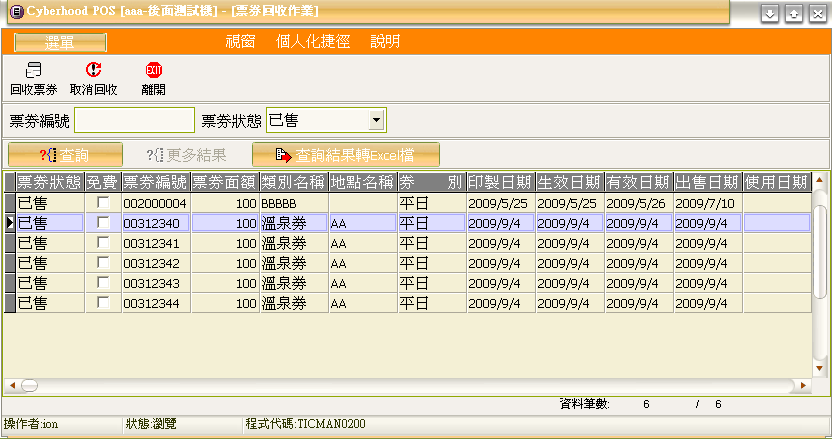 Cyberhood POS [aaa-後面測試機] - [票券回收作業]
選單 視窗 個人化捷徑 說明
EXIT
回收票券 取消回收 離開
票券編號 票券狀態 已售
查詢 更多結果 查詢結果轉Excel檔
票券狀態 免費 票券編號 票券面額 類別名稱 地點名稱 券 別 印製日期 生效日期 有效日期 出售日期 使用日期
已售 002000004 100 BBBBB 平日 2009/5/25 2009/5/25 2009/5/26 2009/7/10
已售 00312340 100 溫泉券 AA 平日 2009/9/4 2009/9/4 2009/9/4 2009/9/4
已售 00312341 100 溫泉券 AA 平日 2009/9/4 2009/9/4 2009/9/4 2009/9/4
已售 00312342 100 溫泉券 AA 平日 2009/9/4 2009/9/4 2009/9/4 2009/9/4
已售 00312343 100 溫泉券 AA 平日 2009/9/4 2009/9/4 2009/9/4 2009/9/4
已售 00312344 100 溫泉券 AA 平日 2009/9/4 2009/9/4 2009/9/4 2009/9/4
資料筆數: 6 / 6
操作者:ion 狀態:瀏覽 程式代碼:TICMAN0200